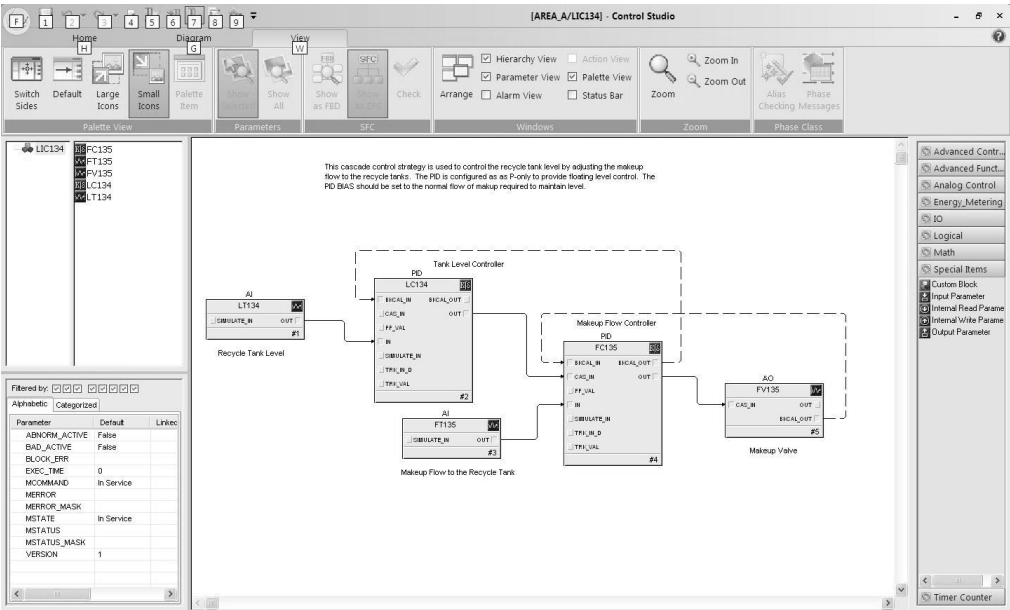 [AREA_A/LIC134] - Control Studio
F 1 2 3 4 5 6 7 8 9
Home Diagram View
H G W
Switch Sides
Default
Large Icons
Small Icons
Palette Item
Palette View
Show Selected
Show All
Parameters
Show as FBD
Show as SFC
Check
SFC
Arrange
Hierarchy View
Action View
Parameter View
Palette View
Alarm View
Status Bar
Windows
Zoom
Zoom In
Zoom Out
Zoom
Alias Checking
Phase Messages
Phase Class
LIC134
FC135
FT135
FV135
LC134
LT134
This cascade control strategy is used to control the recycle tank level by adjusting the makeup
flow to the recycle tanks. The PID is configured as as P-only to provide floating level control. The
PID BIAS should be set to the normal flow of makup required to maintain level.
AI
LT134
SIMULATE_IN OUT
#1
Recycle Tank Level
Tank Level Controller
PID
LC134
BKCAL_IN BKCAL_OUT
CAS_IN OUT
FF_VAL
IN
SIMULATE_IN
TRK_IN_D
TRK_VAL
#2
AI
FT135
SIMULATE_IN OUT
#3
Makeup Flow to the Recycle Tank
Makeup Flow Controller
PID
FC135
BKCAL_IN BKCAL_OUT
CAS_IN OUT
FF_VAL
IN
SIMULATE_IN
TRK_IN_D
TRK_VAL
#4
AO
FV135
CAS_IN OUT
BKCAL_OUT
#5
Makeup Valve
Advanced Contr...
Advanced Funct...
Analog Control
Energy_Metering
IO
Logical
Math
Special Items
Custom Block
Input Parameter
Internal Read Parame
Internal Write Parame
Output Parameter
Timer Counter
Filtered by:
Alphabetic Categorized
Parameter Default Linked
ABNORM_ACTIVE False
BAD_ACTIVE False
BLOCK_ERR
EXEC_TIME 0
MCOMMAND In Service
MERROR
MERROR_MASK
MSTATE In Service
MSTATUS
MSTATUS_MASK
VERSION 1